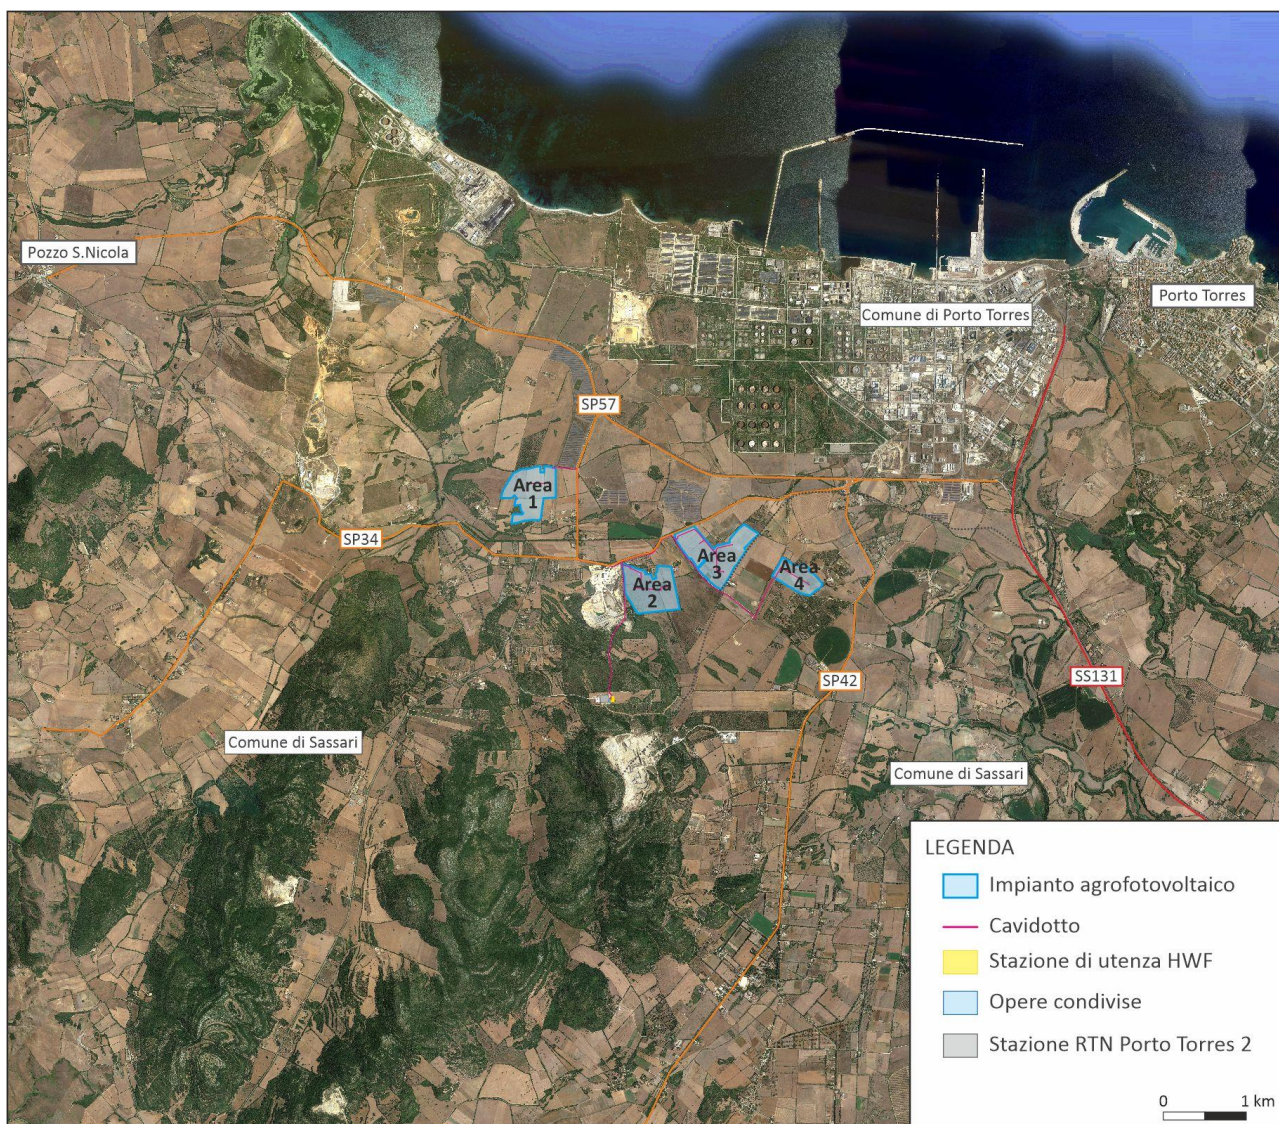 Pozzo S.Nicola
Porto Torres
Comune di Porto Torres
SP57
Area
1
SP34
Area
2
Area
3
Area
4
SP42
SS131
Comune di Sassari
Comune di Sassari
LEGENDA
Impianto agrofotovoltaico
Cavidotto
Stazione di utenza HWF
Opere condivise
Stazione RTN Porto Torres 2
0 1 km